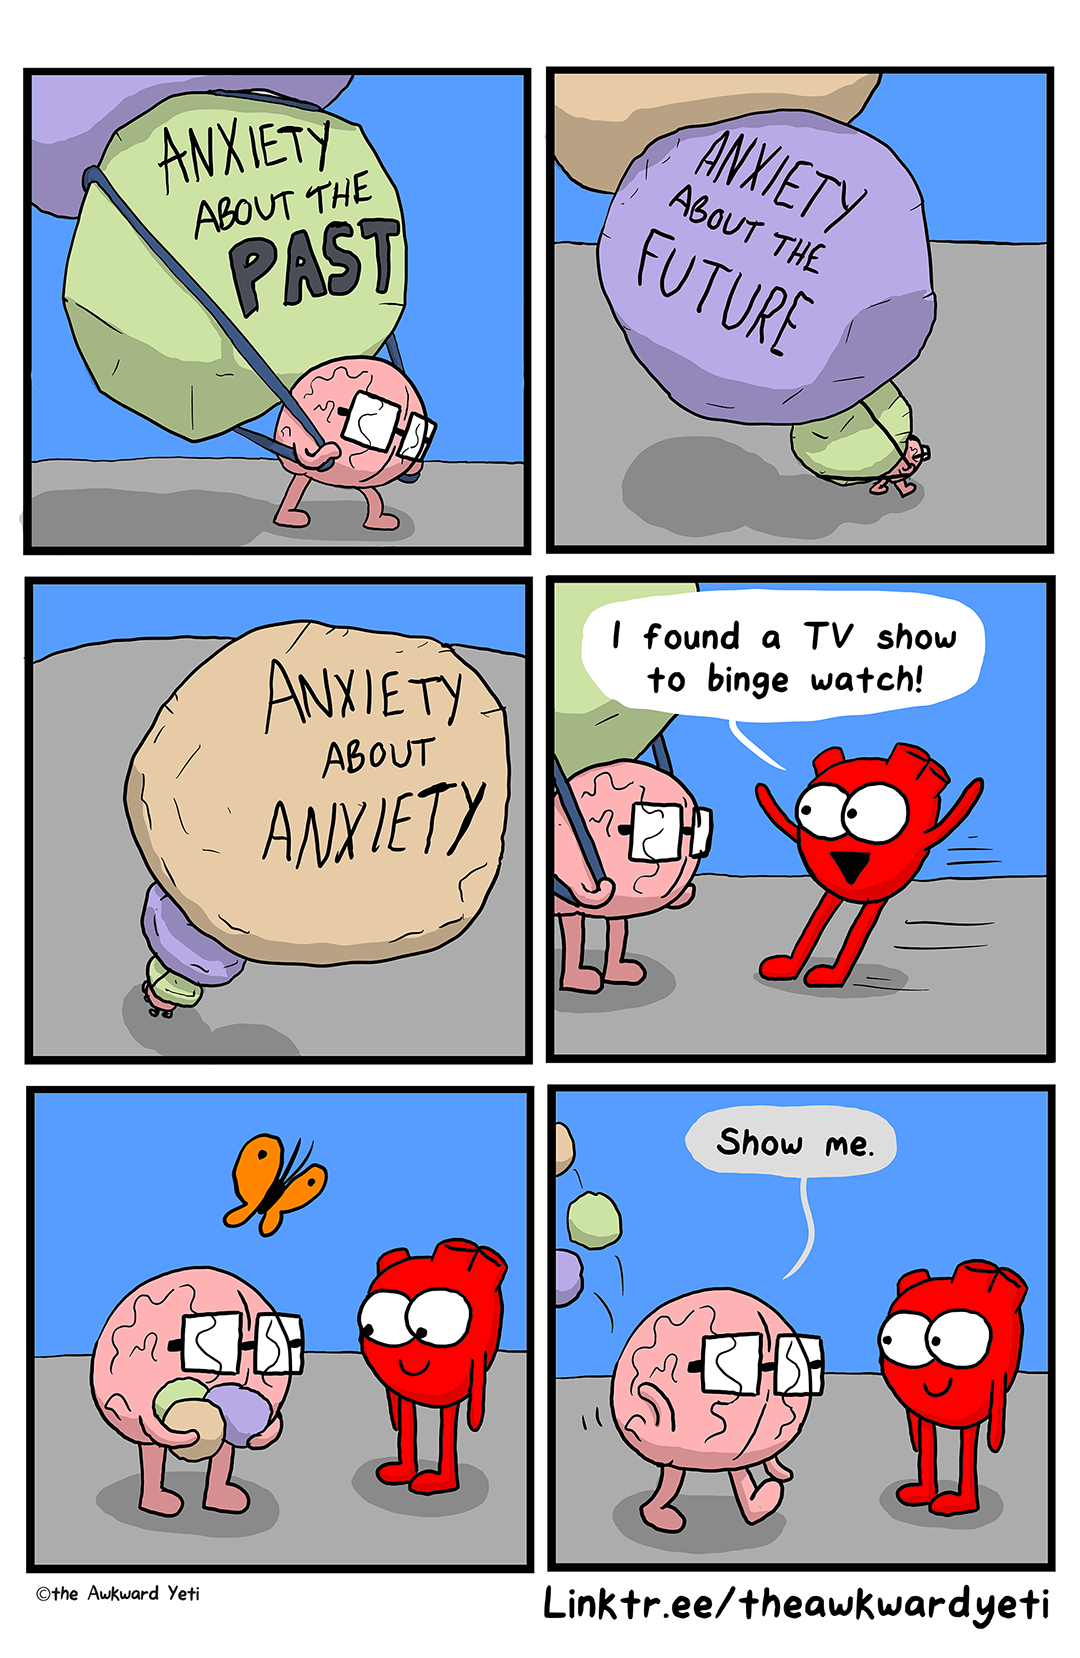 ANXIETY
ABOUT THE
PAST
ANXIETY
ABOUT THE
FUTURE
ANXIETY
ABOUT
ANXIETY
I found a TV show
to binge watch!
Show me.
©the Awkward Yeti
Linktr.ee/theawkwardyeti